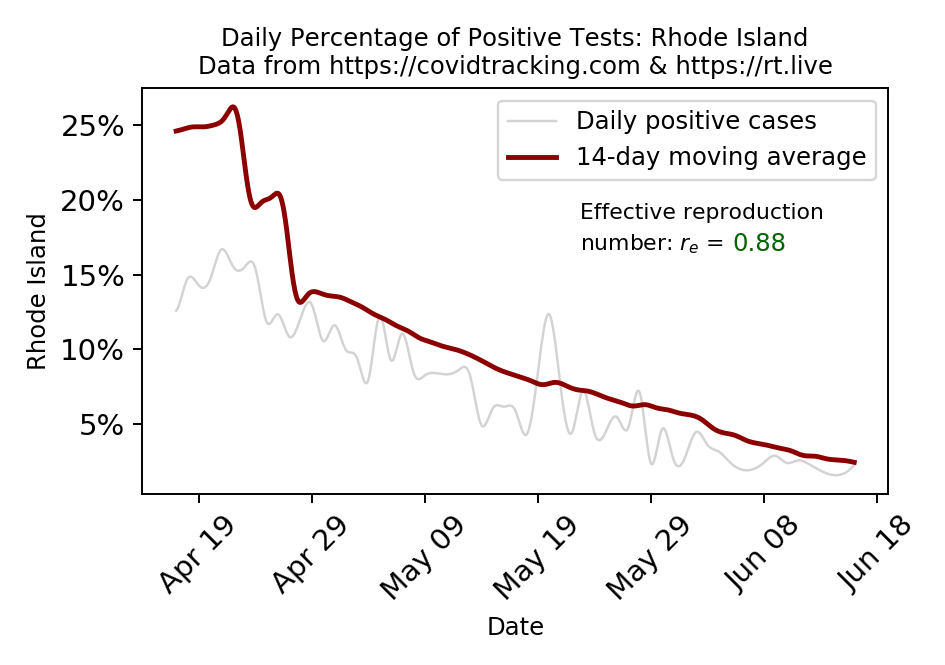 Daily Percentage of Positive Tests: Rhode Island
Data from https://covidtracking.com & https://rt.live
Daily positive cases
14-day moving average
Effective reproduction
number: rₑ = 0.88
Rhode Island
25%
20%
15%
10%
5%
Apr 19
Apr 29
May 09
May 19
May 29
Jun 08
Jun 18
Date